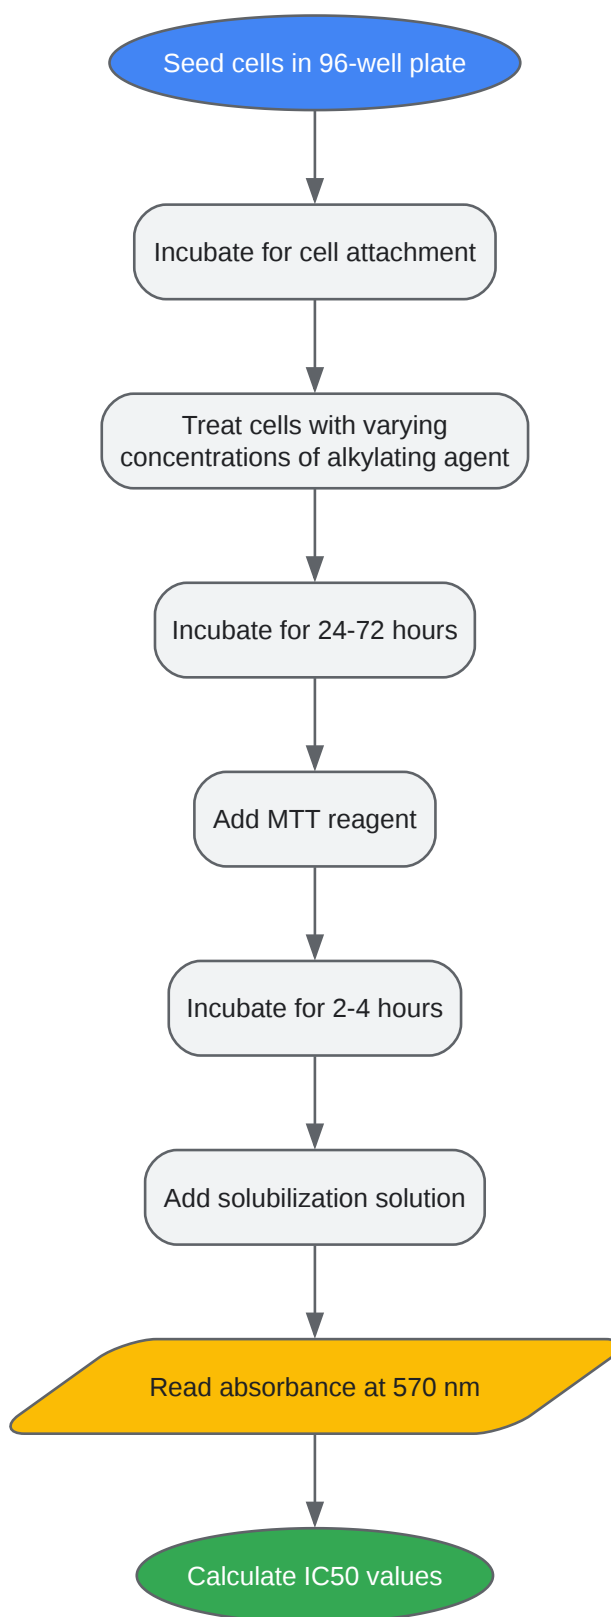 Seed cells in 96-well plate
Incubate for cell attachment
Treat cells with varying
concentrations of alkylating agent
Incubate for 24-72 hours
Add MTT reagent
Incubate for 2-4 hours
Add solubilization solution
Read absorbance at 570 nm
Calculate IC50 values